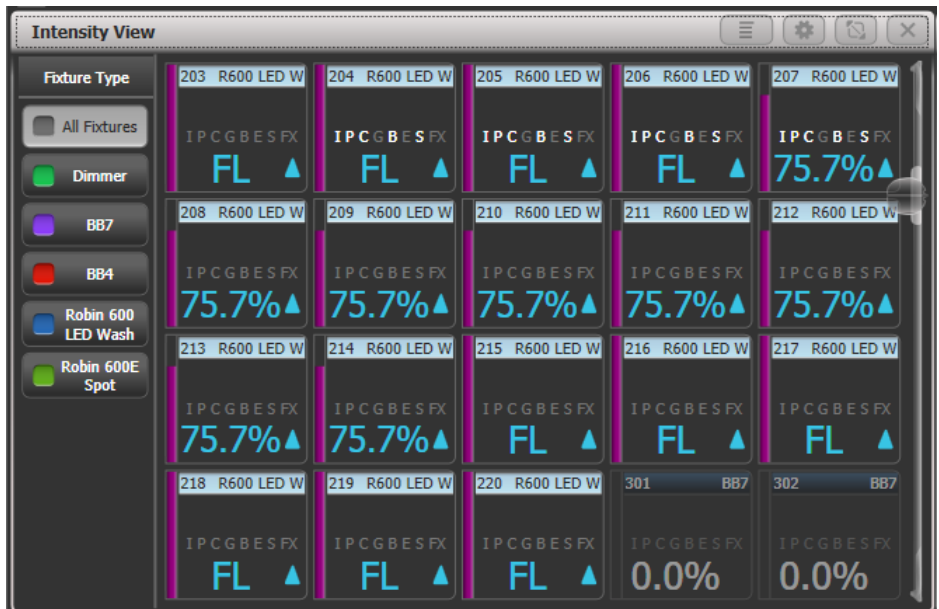 Intensity View
Fixture Type
All Fixtures
Dimmer
BB7
BB4
Robin 600
LED Wash
Robin 600E
Spot
203 R600 LED W
IPCGBESFX
FL
204 R600 LED W
IPCGBESFX
FL
205 R600 LED W
IPCGBESFX
FL
206 R600 LED W
IPCGBESFX
FL
207 R600 LED W
IPCGBESFX
75.7%
208 R600 LED W
IPCGBESFX
75.7%
209 R600 LED W
IPCGBESFX
75.7%
210 R600 LED W
IPCGBESFX
75.7%
211 R600 LED W
IPCGBESFX
75.7%
212 R600 LED W
IPCGBESFX
75.7%
213 R600 LED W
IPCGBESFX
75.7%
214 R600 LED W
IPCGBESFX
75.7%
215 R600 LED W
IPCGBESFX
FL
216 R600 LED W
IPCGBESFX
FL
217 R600 LED W
IPCGBESFX
FL
218 R600 LED W
IPCGBESFX
FL
219 R600 LED W
IPCGBESFX
FL
220 R600 LED W
IPCGBESFX
FL
301 BB7
IPCGBESFX
0.0%
302 BB7
IPCGBESFX
0.0%